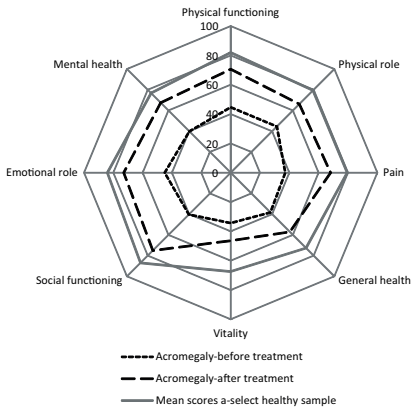 Physical functioning
100
Mental health
80
Physical role
60
40
20
Emotional role
0
Pain
Social functioning
General health
Vitality
Acromegaly-before treatment
Acromegaly-after treatment
Mean scores a-select healthy sample